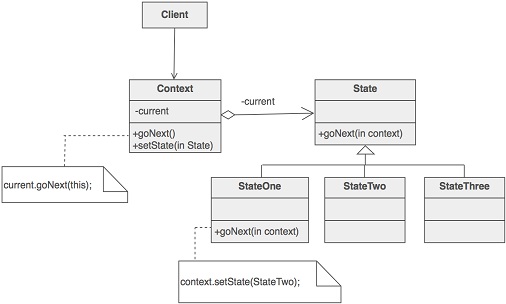 Client
Context
-current
+goNext()
+setState(in State)
-current
State
+goNext(in context)
current.goNext(this);
StateOne
+goNext(in context)
StateTwo
StateThree
context.setState(StateTwo);